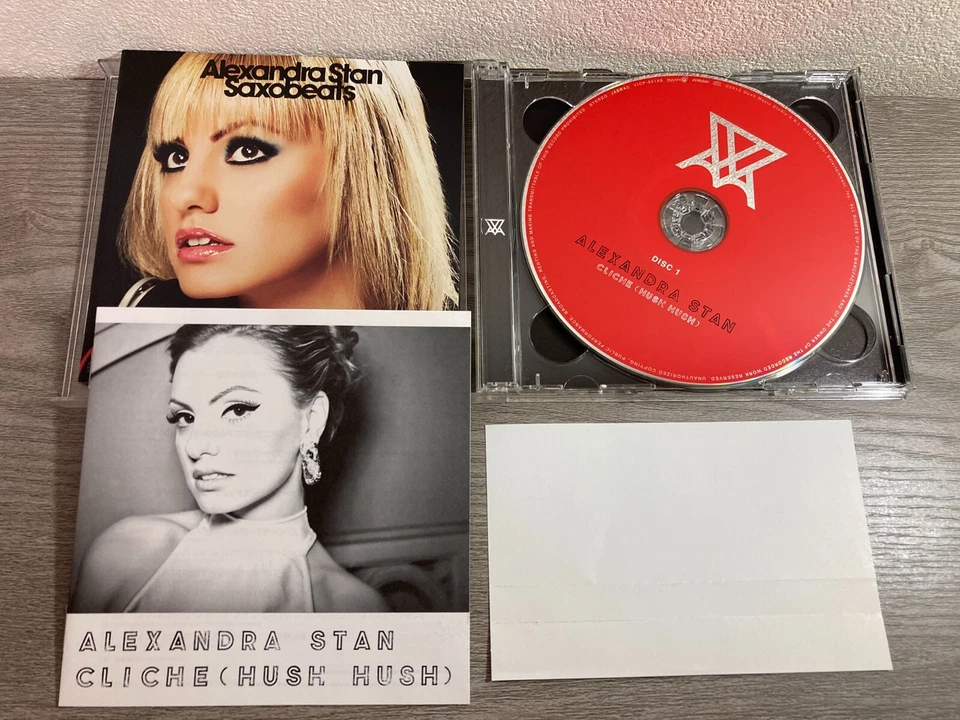 Alexandra Stan
Saxobeats
DISC 1
ALEXANDRA STAN
CLICHE (HUSH HUSH)
ALEXANDRA STAN
CLICHE(HUSH HUSH)